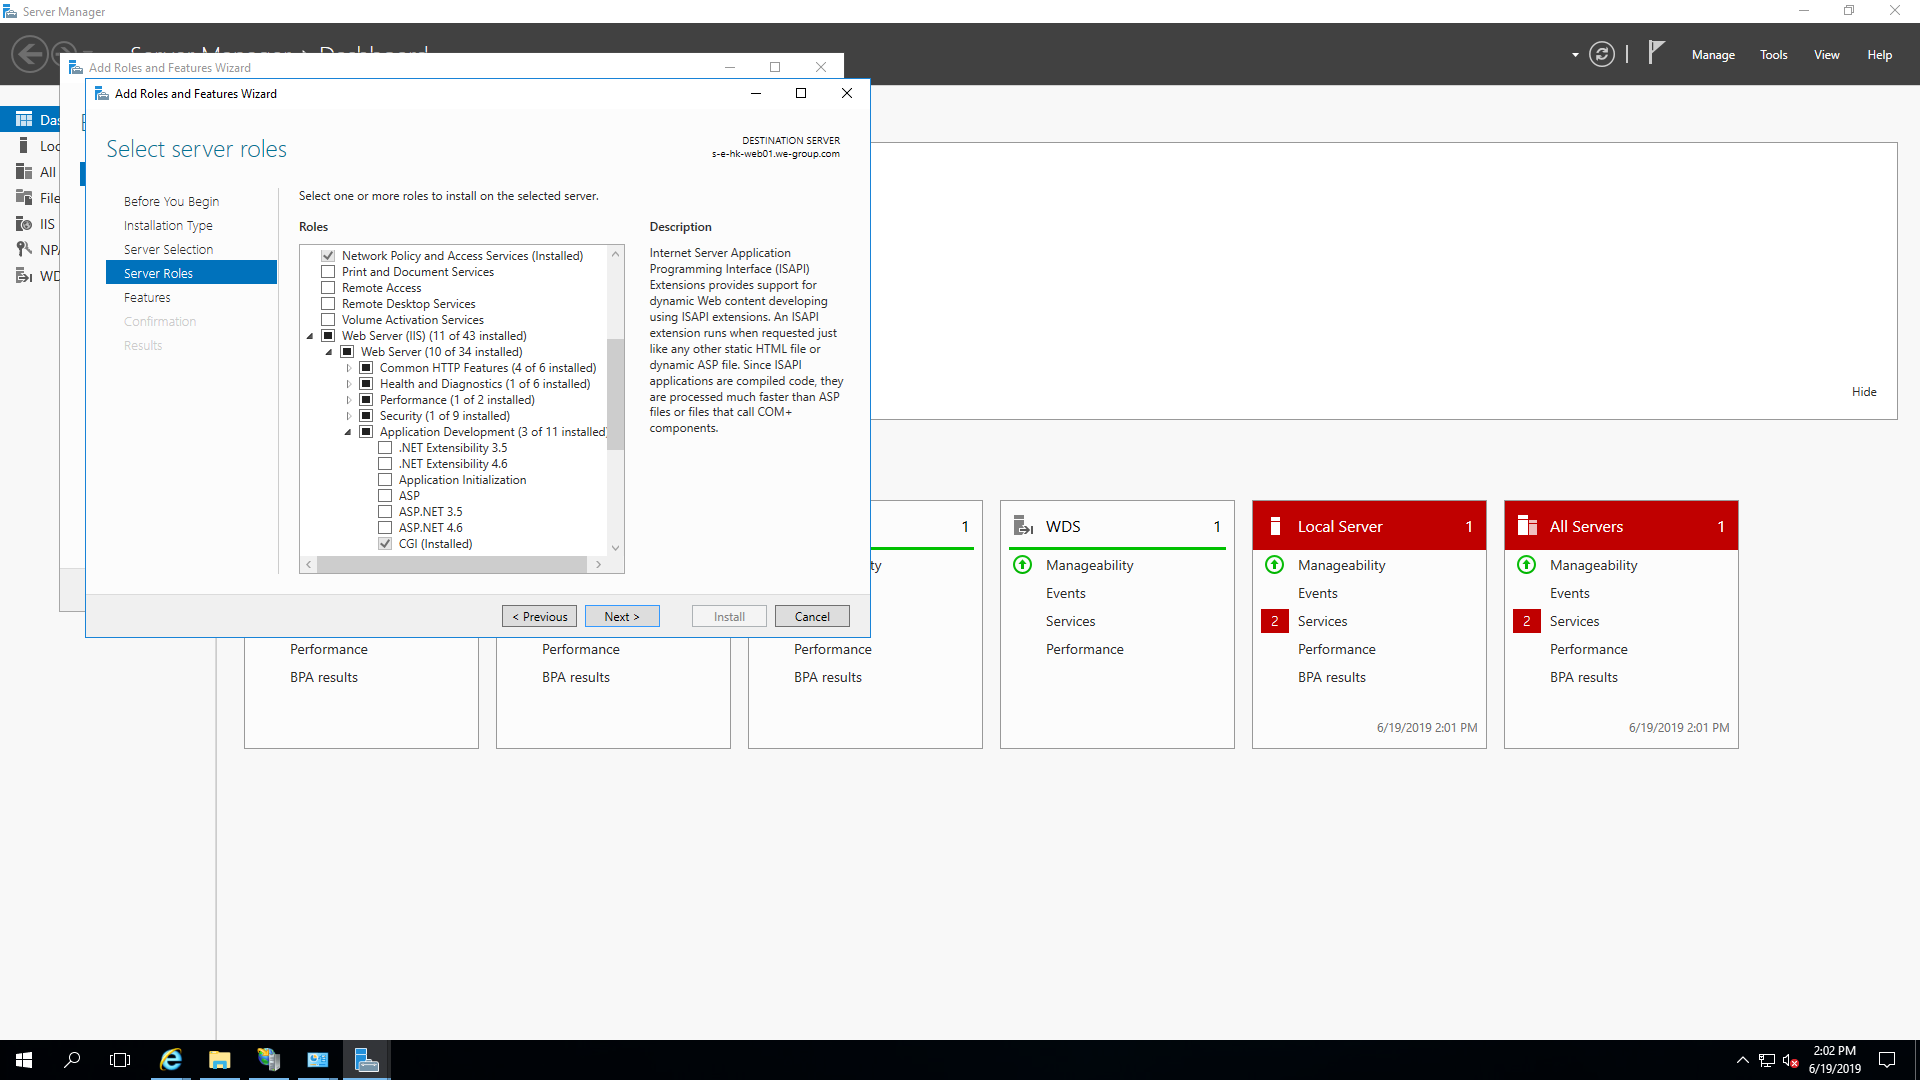 Server Manager
Manage Tools View Help
Add Roles and Features Wizard
Add Roles and Features Wizard
Select server roles
DESTINATION SERVER
s-e-hk-web01.we-group.com
Before You Begin
Installation Type
Server Selection
Server Roles
Features
Confirmation
Results
Select one or more roles to install on the selected server.
Roles
Network Policy and Access Services (Installed)
Print and Document Services
Remote Access
Remote Desktop Services
Volume Activation Services
Web Server (IIS) (11 of 43 installed)
Web Server (10 of 34 installed)
Common HTTP Features (4 of 6 installed)
Health and Diagnostics (1 of 6 installed)
Performance (1 of 2 installed)
Security (1 of 9 installed)
Application Development (3 of 11 installed)
.NET Extensibility 3.5
.NET Extensibility 4.6
Application Initialization
ASP
ASP.NET 3.5
ASP.NET 4.6
CGI (Installed)
Description
Internet Server Application
Programming Interface (ISAPI)
Extensions provides support for
dynamic Web content developing
using ISAPI extensions. An ISAPI
extension runs when requested just
like any other static HTML file or
dynamic ASP file. Since ISAPI
applications are compiled code, they
are processed much faster than ASP
files or files that call COM+
components.
< Previous
Next >
Install
Cancel
Das
Loc
All
File
IIS
NPA
WD
Hide
Performance
BPA results
Performance
BPA results
1
ty
Performance
BPA results
WDS 1
Manageability
Events
Services
Performance
Local Server 1
Manageability
Events
2 Services
Performance
BPA results
6/19/2019 2:01 PM
All Servers 1
Manageability
Events
2 Services
Performance
BPA results
6/19/2019 2:01 PM
2:02 PM
6/19/2019